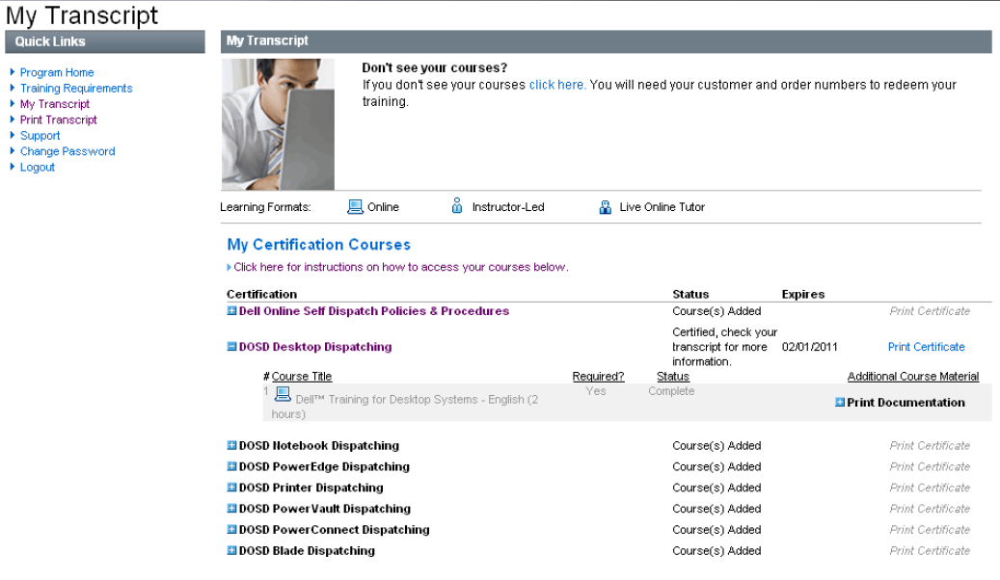 My Transcript
Quick Links
Program Home
Training Requirements
My Transcript
Print Transcript
Support
Change Password
Logout
My Transcript
Don't see your courses?
If you don't see your courses click here. You will need your customer and order numbers to redeem your
training.
Learning Formats: Online Instructor-Led Live Online Tutor
My Certification Courses
Click here for instructions on how to access your courses below.
Certification Status Expires
Dell Online Self Dispatch Policies & Procedures Course(s) Added Print Certificate
DOSD Desktop Dispatching Certified, check your
transcript for more 02/01/2011 Print Certificate
information.
# Course Title Required? Status Additional Course Material
1 Dell™ Training for Desktop Systems - English (2 Yes Complete
hours) Print Documentation
DOSD Notebook Dispatching Course(s) Added Print Certificate
DOSD PowerEdge Dispatching Course(s) Added Print Certificate
DOSD Printer Dispatching Course(s) Added Print Certificate
DOSD PowerVault Dispatching Course(s) Added Print Certificate
DOSD PowerConnect Dispatching Course(s) Added Print Certificate
DOSD Blade Dispatching Course(s) Added Print Certificate